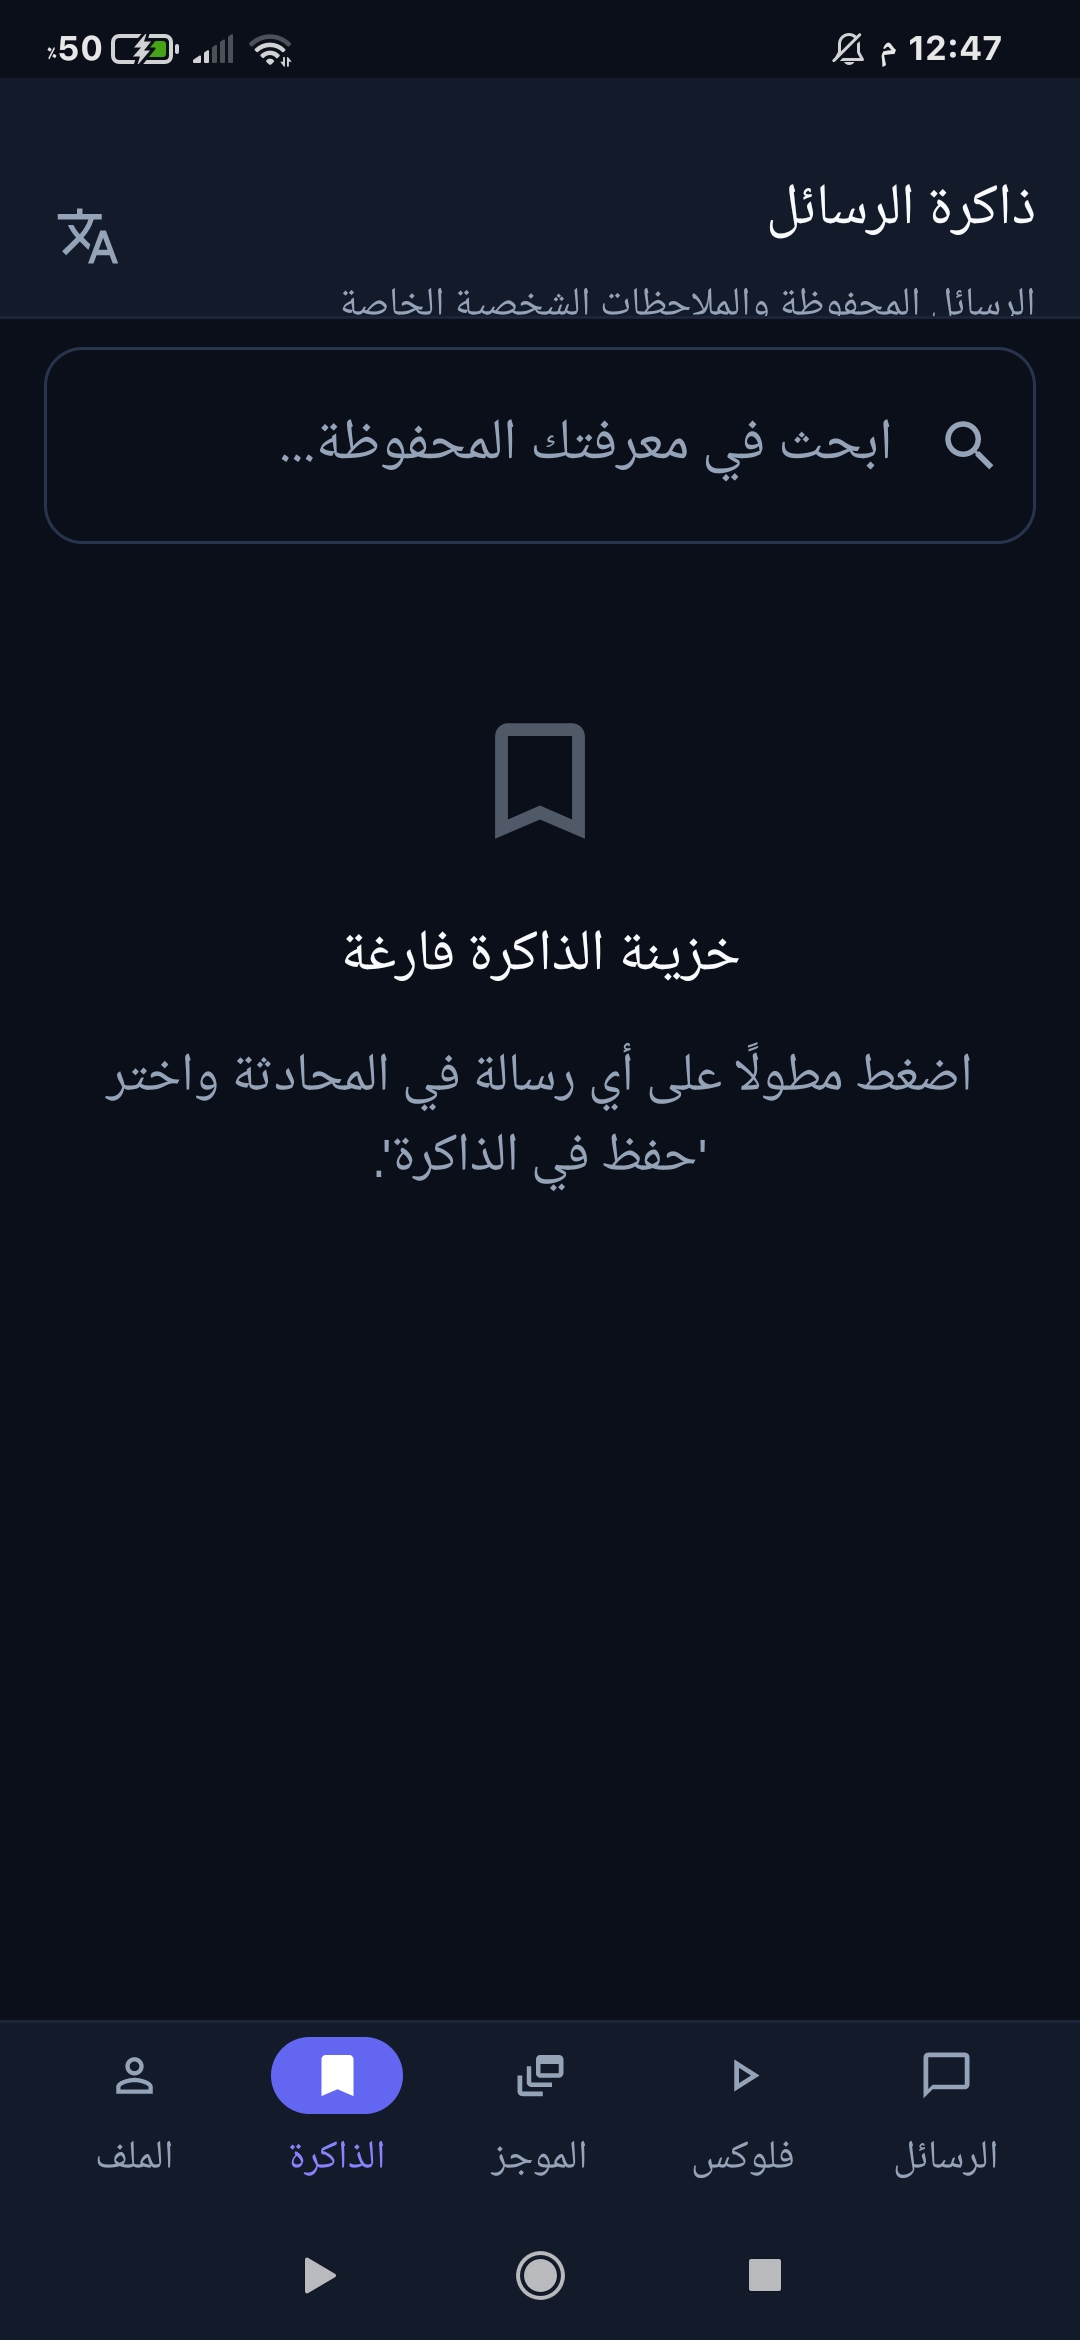 12:47 م
50٪
ذاكرة الرسائل
الرسائل المحفوظة والملاحظات الشخصية الخاصة
ابحث في معرفتك المحفوظة...
خزينة الذاكرة فارغة
اضغط مطولًا على أي رسالة في المحادثة واختر
'حفظ في الذاكرة'.
الرسائل
فلوكس
الموجز
الذاكرة
الملف